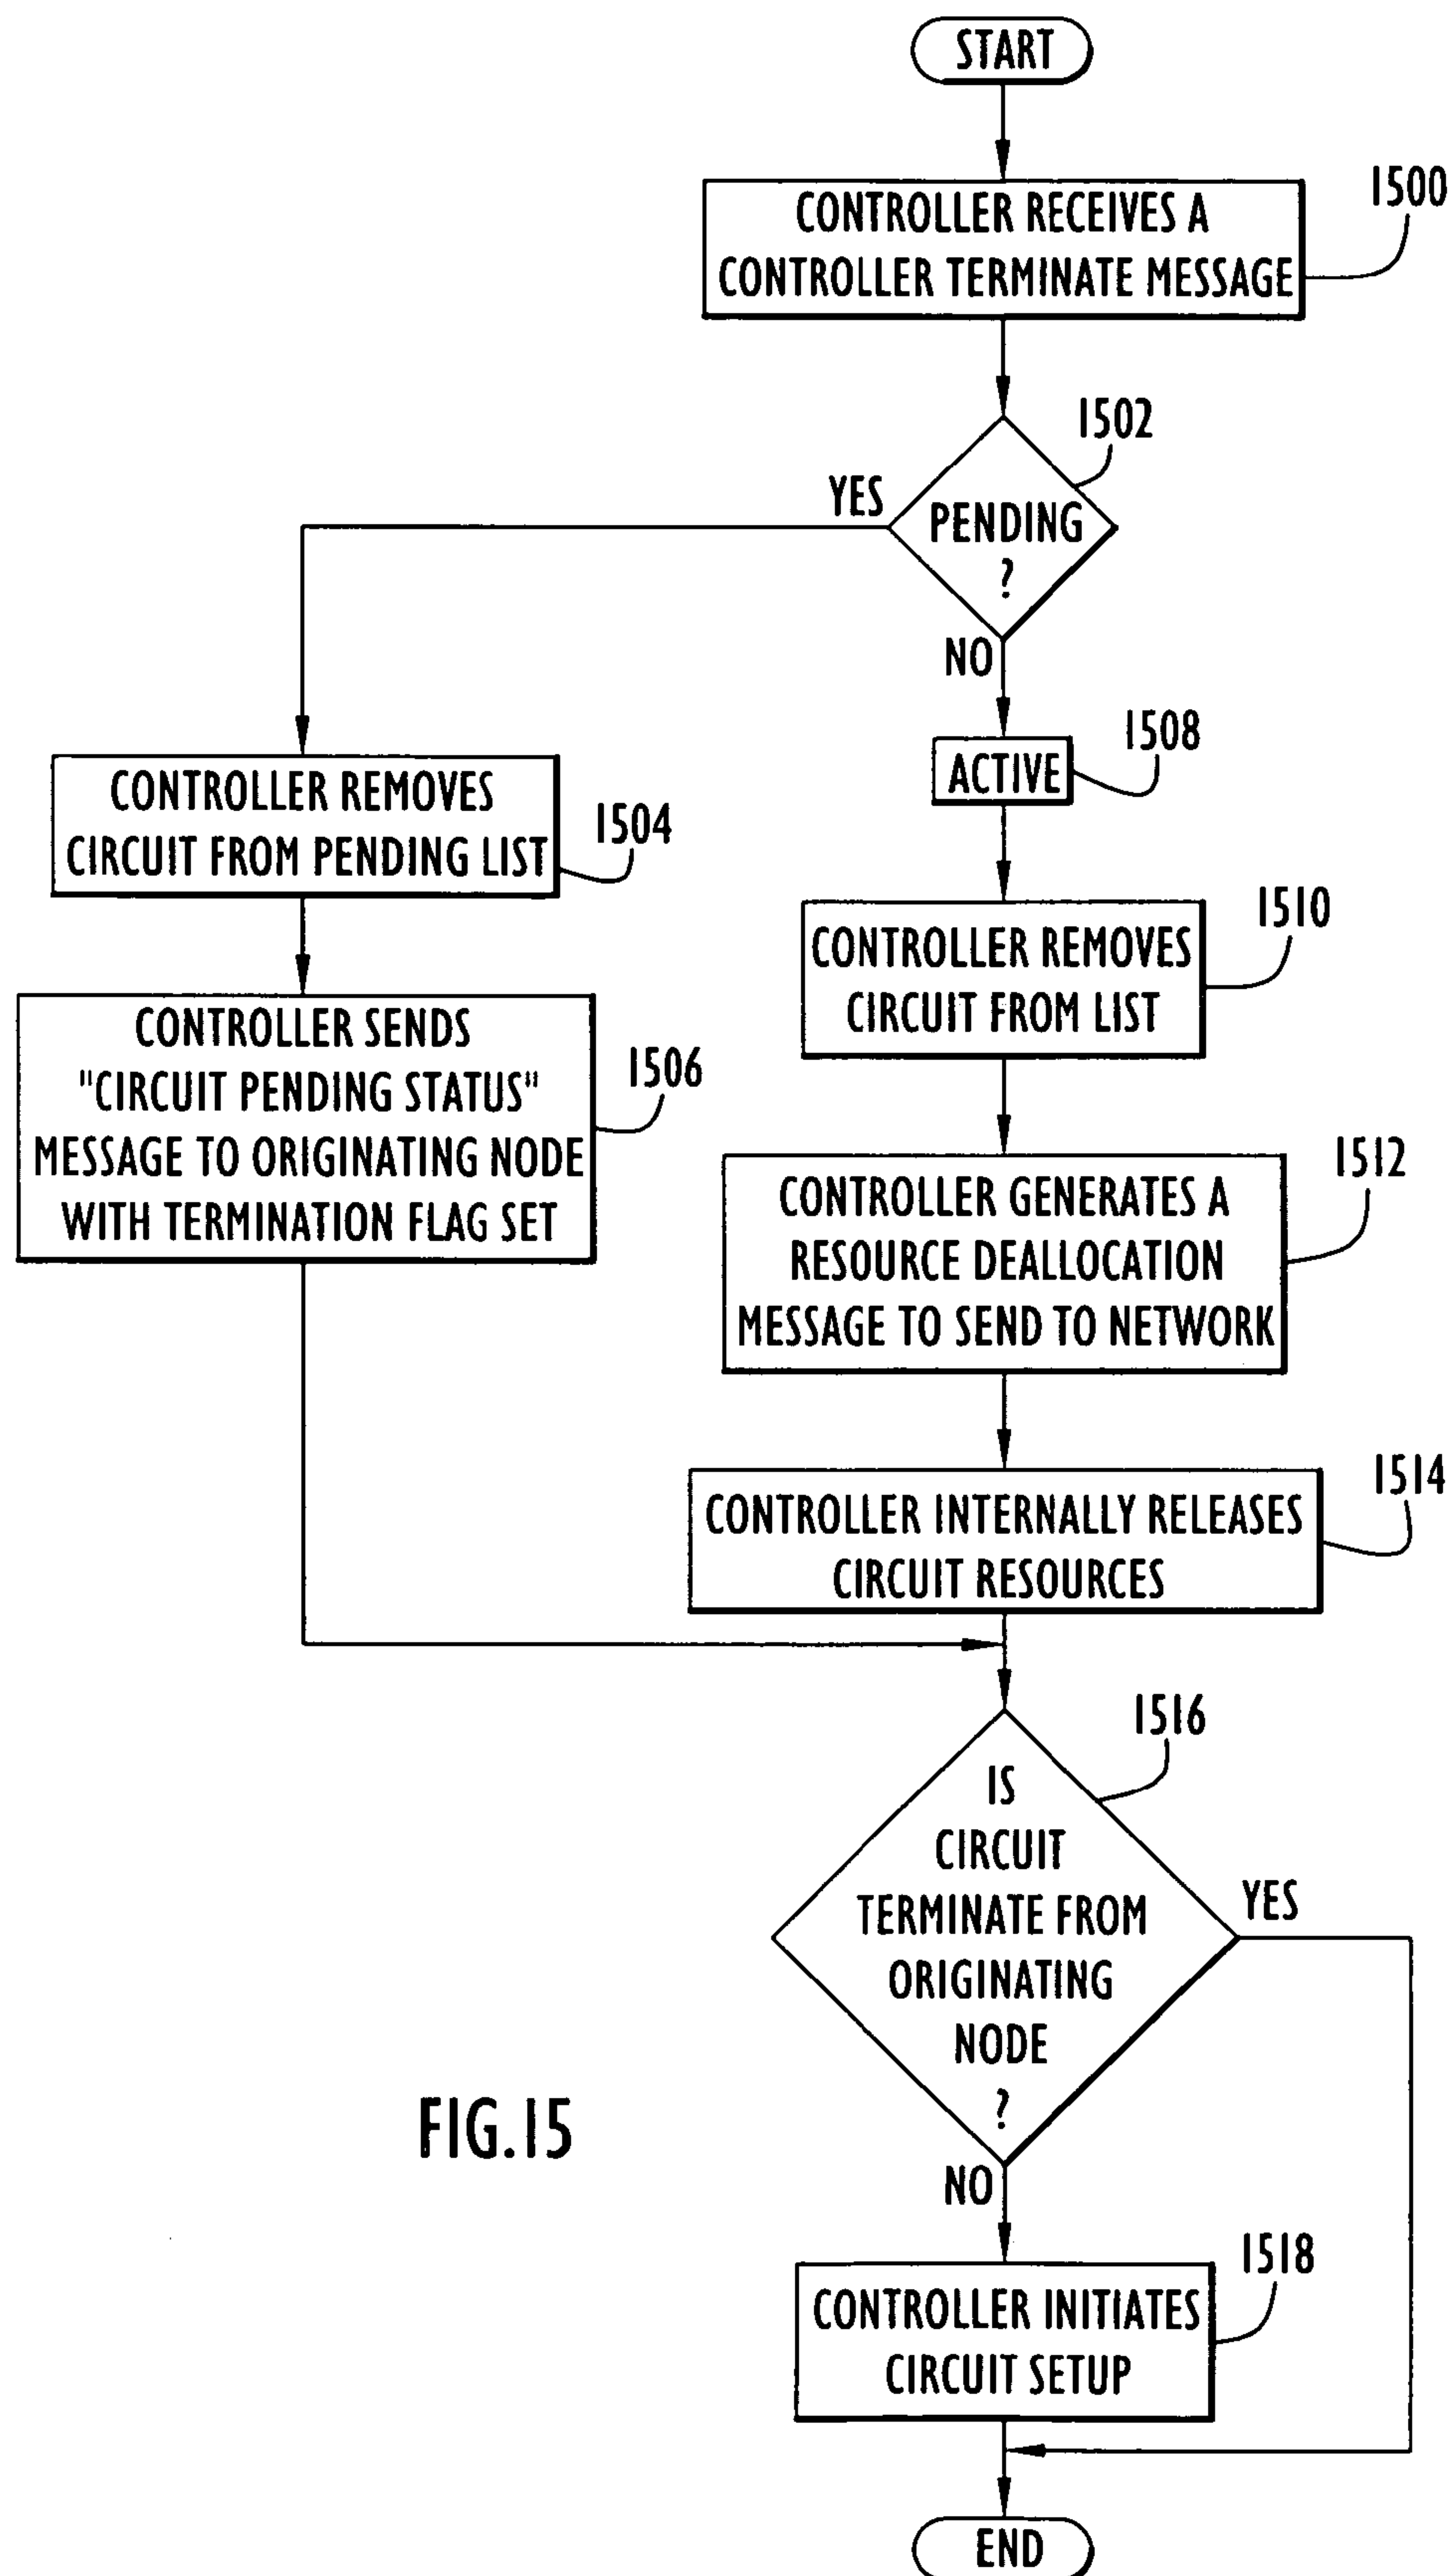 START
CONTROLLER RECEIVES A
CONTROLLER TERMINATE MESSAGE
1500
1502
YES
PENDING
?
NO
ACTIVE
1508
CONTROLLER REMOVES
CIRCUIT FROM PENDING LIST
1504
CONTROLLER REMOVES
CIRCUIT FROM LIST
1510
CONTROLLER SENDS
"CIRCUIT PENDING STATUS"
MESSAGE TO ORIGINATING NODE
WITH TERMINATION FLAG SET
1506
CONTROLLER GENERATES A
RESOURCE DEALLOCATION
MESSAGE TO SEND TO NETWORK
1512
CONTROLLER INTERNALLY RELEASES
CIRCUIT RESOURCES
1514
1516
IS
CIRCUIT
TERMINATE FROM
ORIGINATING
NODE
?
YES
NO
FIG.15
CONTROLLER INITIATES
CIRCUIT SETUP
1518
END